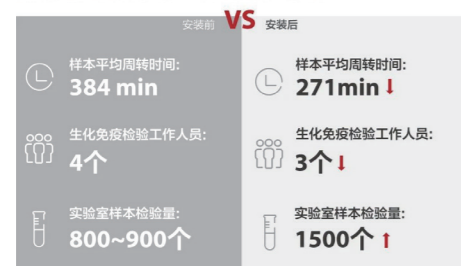 安装前 VS 安装后
样本平均周转时间:
384 min
生化免疫检验工作人员:
4个
实验室样本检验量:
800~900个
样本平均周转时间:
271min
生化免疫检验工作人员:
3个
实验室样本检验量:
1500个